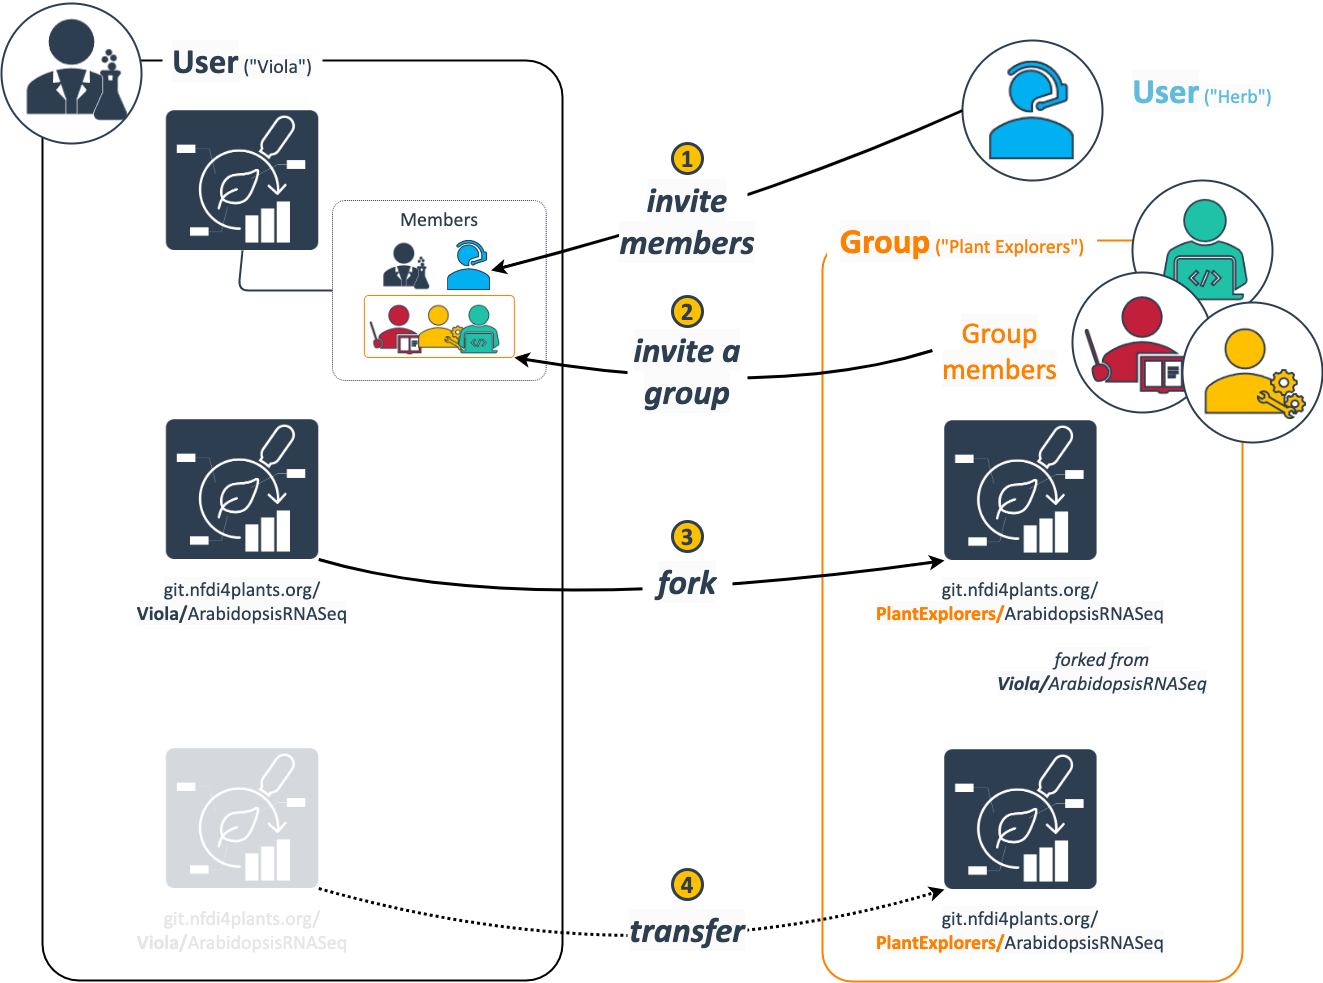 User ("Viola")
User ("Herb")
1
invite
members
Members
Group ("Plant Explorers")
2
invite a
group
Group
members
</>
3
fork
git.nfdi4plants.org/
Viola/ArabidopsisRNASeq
git.nfdi4plants.org/
PlantExplorers/ArabidopsisRNASeq
forked from
Viola/ArabidopsisRNASeq
4
transfer
git.nfdi4plants.org/
Viola/ArabidopsisRNASeq
git.nfdi4plants.org/
PlantExplorers/ArabidopsisRNASeq